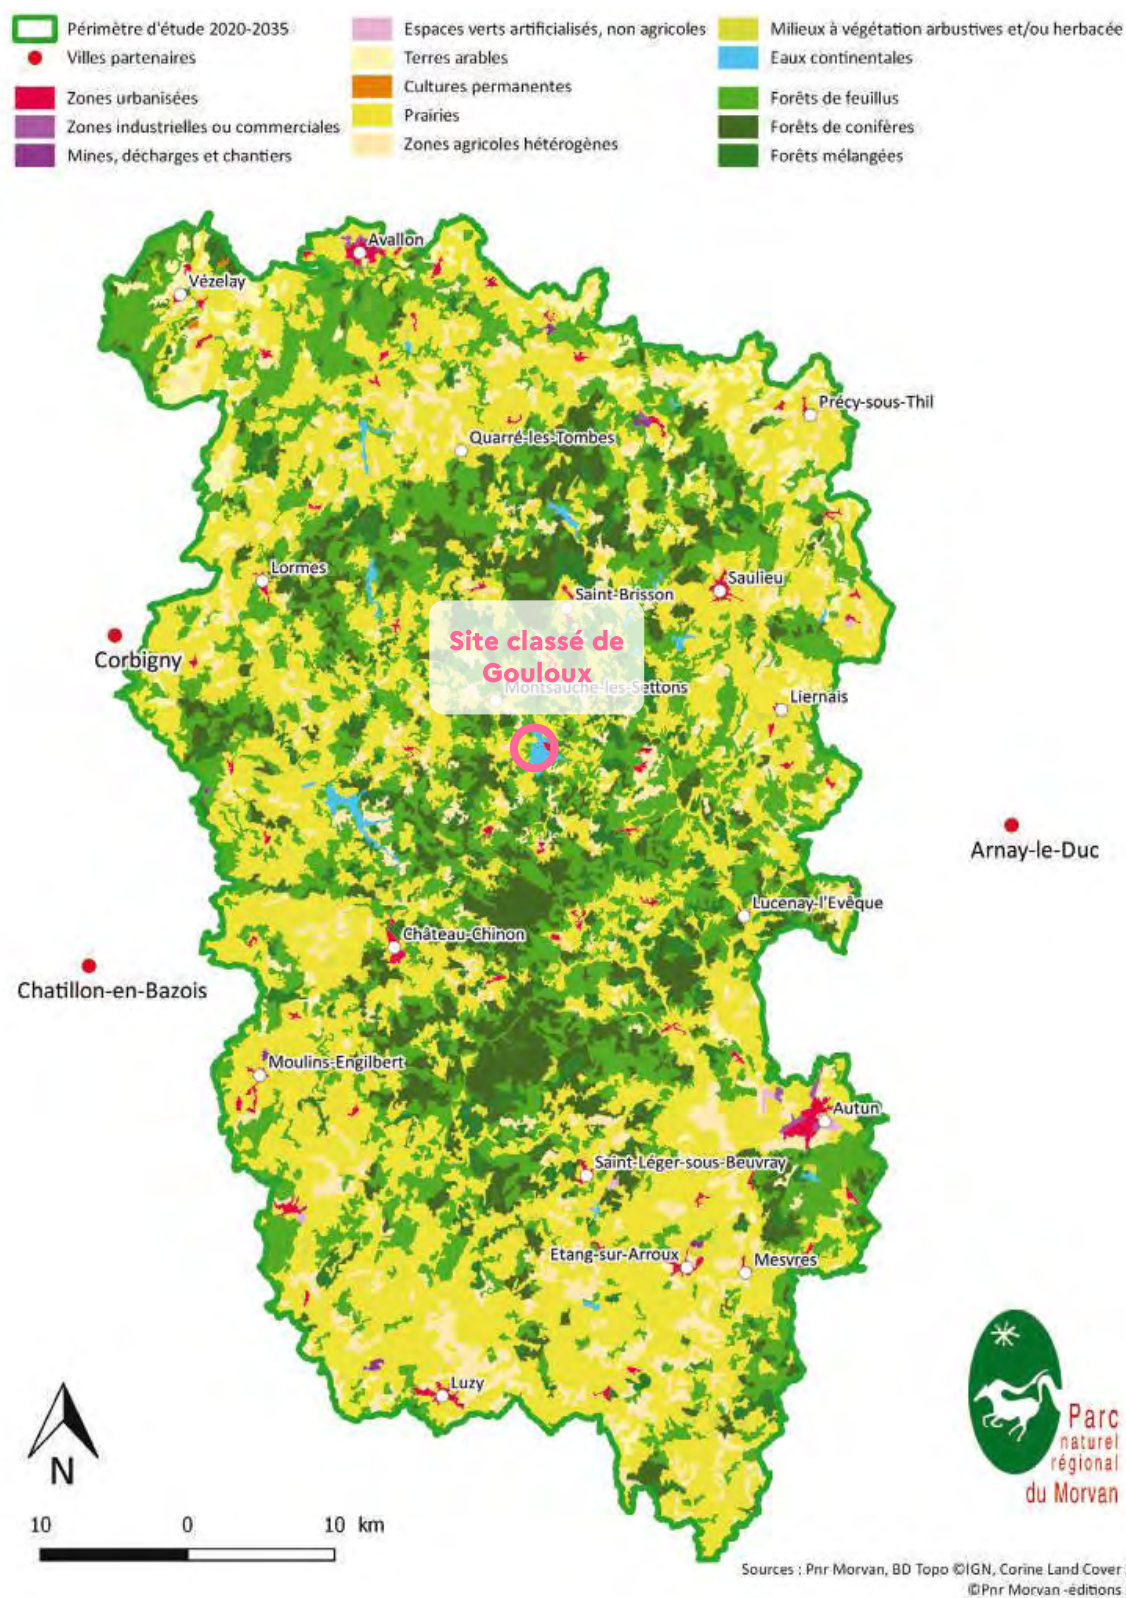 Périmètre d'étude 2020-2035
Villes partenaires
Zones urbanisées
Zones industrielles ou commerciales
Mines, décharges et chantiers
Espaces verts artificialisés, non agricoles
Terres arables
Cultures permanentes
Prairies
Zones agricoles hétérogènes
Milieux à végétation arbustives et/ou herbacée
Eaux continentales
Forêts de feuillus
Forêts de conifères
Forêts mélangées
Avallon
Vézelay
Précy-sous-Thil
Quarré-les-Tombes
Lormes
Saulieu
Saint-Brisson
Site classé de
Gouloux
Corbigny
Montsauche-les-Settons
Liernais
Arnay-le-Duc
Lucenay-l'Evêque
Château-Chinon
Chatillon-en-Bazois
Moulins-Engilbert
Autun
Saint-Léger-sous-Beuvray
Etang-sur-Arroux
Mesvres
Luzy
N
10 0 10 km
Parc
naturel
régional
du Morvan
Sources : Pnr Morvan, BD Topo ©IGN, Corine Land Cover
©Pnr Morvan -éditions